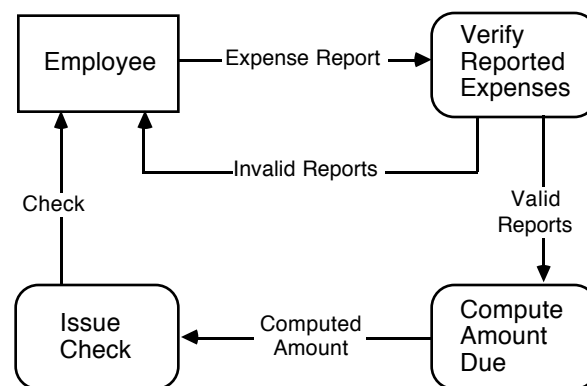 Employee
Expense Report
Verify
Reported
Expenses
Invalid Reports
Check
Valid
Reports
Issue
Check
Computed
Amount
Compute
Amount
Due